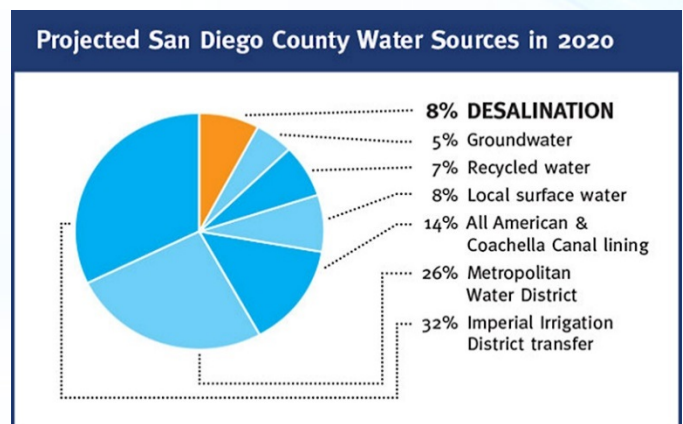 Projected San Diego County Water Sources in 2020
8% DESALINATION
5% Groundwater
7% Recycled water
8% Local surface water
14% All American &
Coachella Canal lining
26% Metropolitan
Water District
32% Imperial Irrigation
District transfer